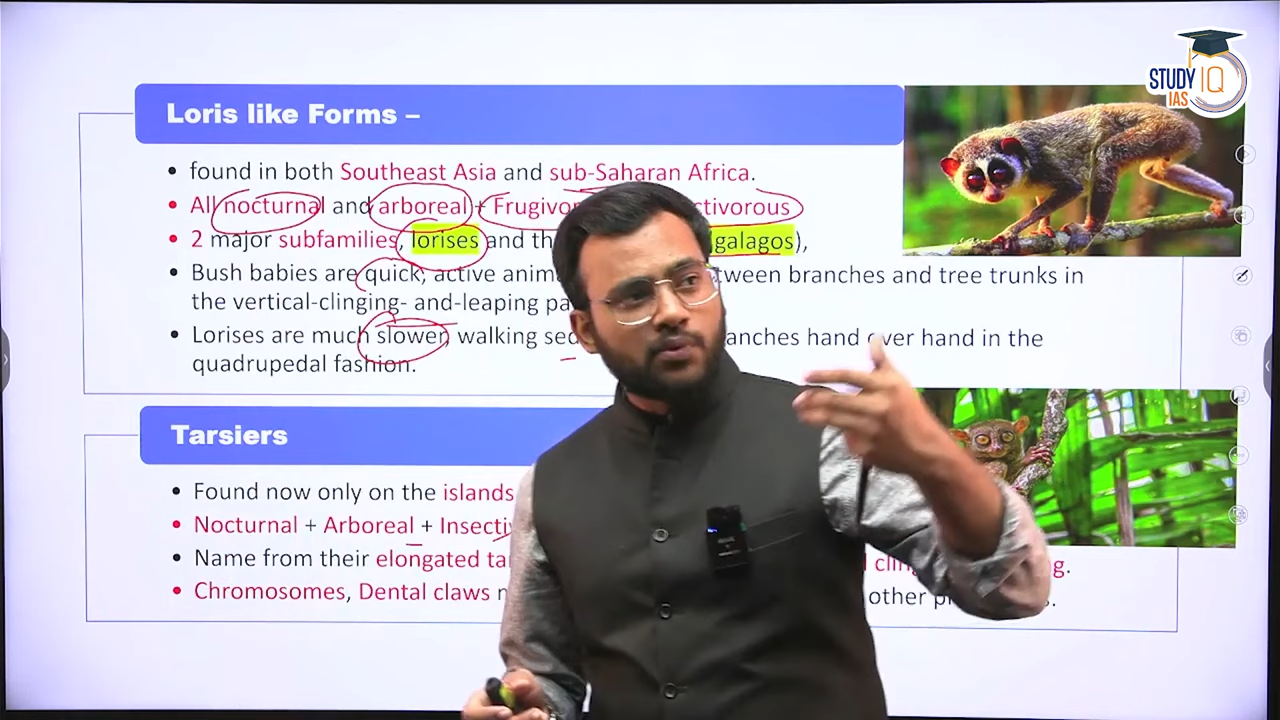 STUDY IQ
IAS
Loris like Forms –
• found in both Southeast Asia and sub-Saharan Africa.
• All nocturnal and arboreal + Frugivor ctivorous
• 2 major subfamilies, lorises and th galagos),
• Bush babies are quick, active anim tween branches and tree trunks in
the vertical-clinging- and-leaping pa
• Lorises are much slower, walking se anches hand over hand in the
quadrupedal fashion.
Tarsiers
• Found now only on the islands
• Nocturnal + Arboreal + Insecti
• Name from their elongated ta clin g.
• Chromosomes, Dental claws other p s.